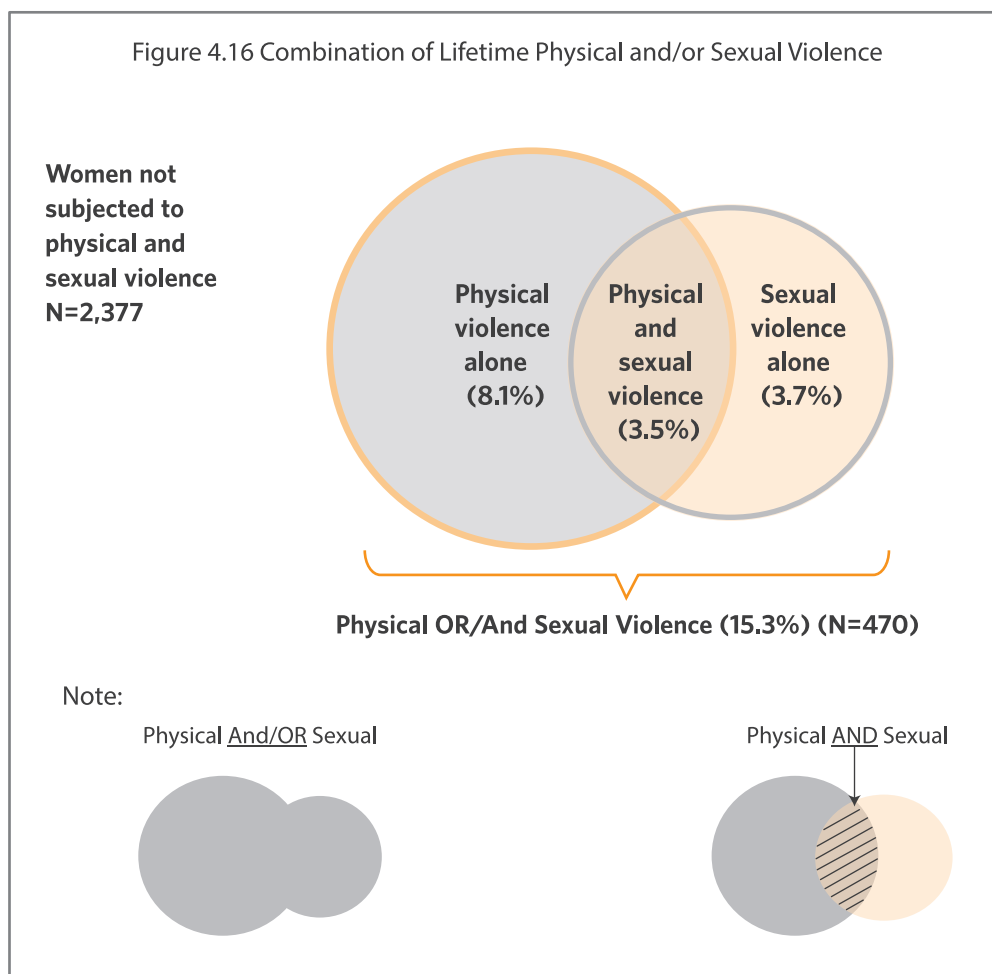 Figure 4.16 Combination of Lifetime Physical and/or Sexual Violence
Women not
subjected to
physical and
sexual violence
N=2,377
Physical
violence
alone
(8.1%)
Physical
and
sexual
violence
(3.5%)
Sexual
violence
alone
(3.7%)
Physical OR/And Sexual Violence (15.3%) (N=470)
Note:
Physical And/OR Sexual
Physical AND Sexual